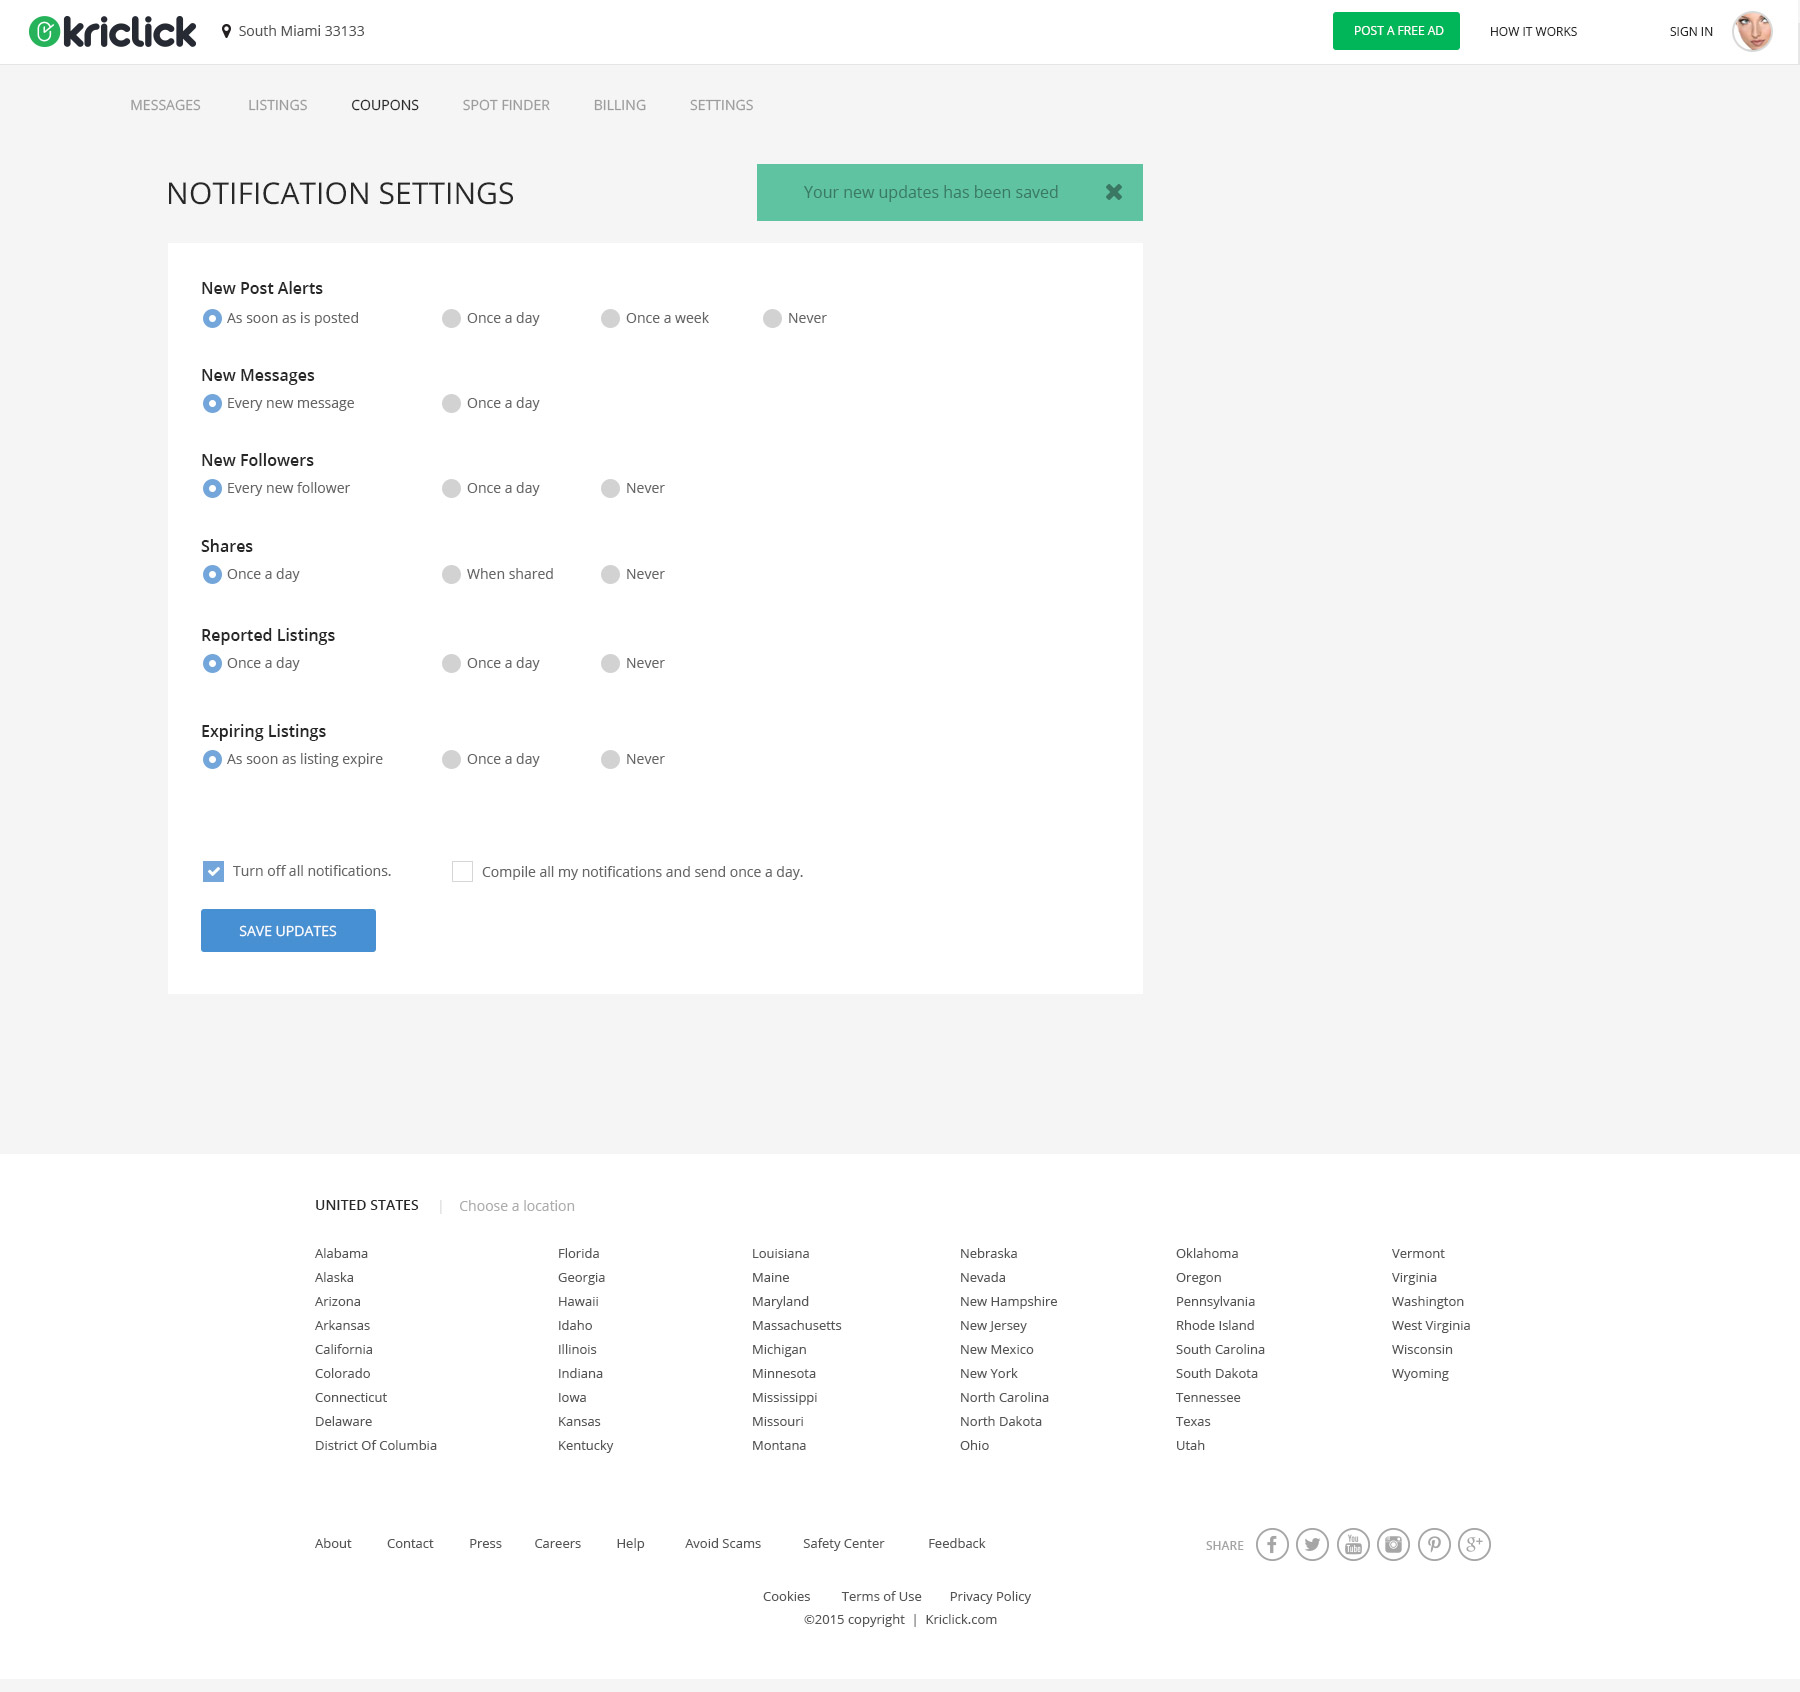 kriclick South Miami 33133 POST A FREE AD HOW IT WORKS SIGN IN
MESSAGES LISTINGS COUPONS SPOT FINDER BILLING SETTINGS
NOTIFICATION SETTINGS
Your new updates has been saved
New Post Alerts
As soon as is posted Once a day Once a week Never
New Messages
Every new message Once a day
New Followers
Every new follower Once a day Never
Shares
Once a day When shared Never
Reported Listings
Once a day Once a day Never
Expiring Listings
As soon as listing expire Once a day Never
Turn off all notifications. Compile all my notifications and send once a day.
SAVE UPDATES
UNITED STATES | Choose a location
Alabama Florida Louisiana Nebraska Oklahoma Vermont
Alaska Georgia Maine Nevada Oregon Virginia
Arizona Hawaii Maryland New Hampshire Pennsylvania Washington
Arkansas Idaho Massachusetts New Jersey Rhode Island West Virginia
California Illinois Michigan New Mexico South Carolina Wisconsin
Colorado Indiana Minnesota New York South Dakota Wyoming
Connecticut Iowa Mississippi North Carolina Tennessee
Delaware Kansas Missouri North Dakota Texas
District Of Columbia Kentucky Montana Ohio Utah
About Contact Press Careers Help Avoid Scams Safety Center Feedback SHARE You Tube g+
Cookies Terms of Use Privacy Policy
©2015 copyright | Kriclick.com